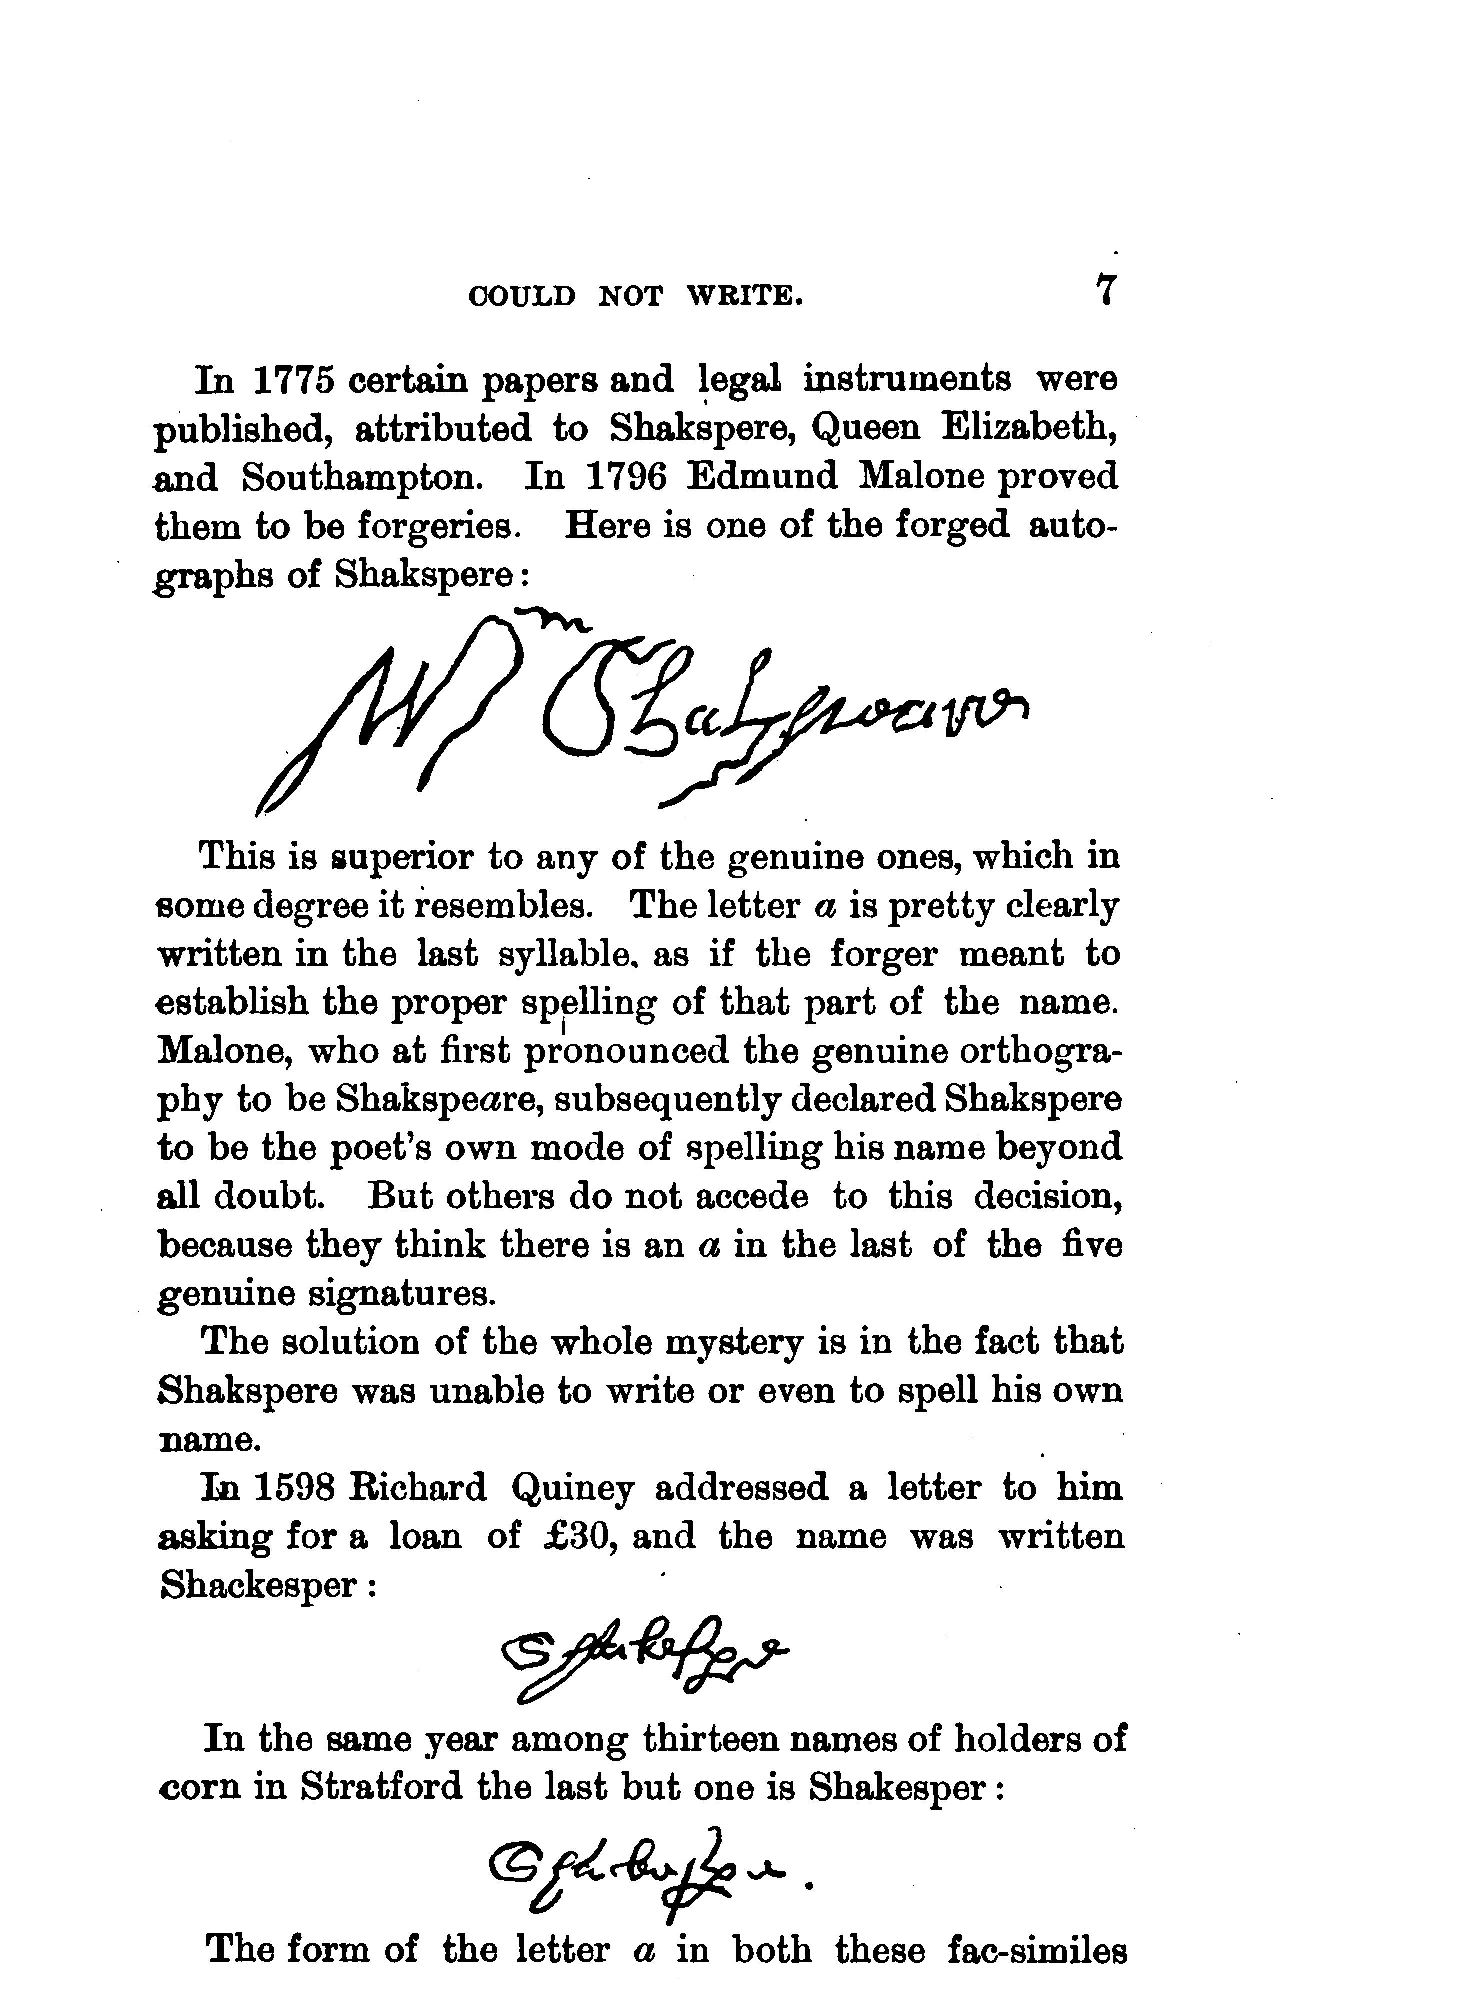 COULD NOT WRITE. 7
In 1775 certain papers and legal instruments were
published, attributed to Shakspere, Queen Elizabeth,
and Southampton. In 1796 Edmund Malone proved
them to be forgeries. Here is one of the forged auto-
graphs of Shakspere:
Wm Shakspeare
This is superior to any of the genuine ones, which in
some degree it resembles. The letter a is pretty clearly
written in the last syllable, as if the forger meant to
establish the proper spelling of that part of the name.
Malone, who at first pronounced the genuine orthogra-
phy to be Shakspeare, subsequently declared Shakspere
to be the poet's own mode of spelling his name beyond
all doubt. But others do not accede to this decision,
because they think there is an a in the last of the five
genuine signatures.
The solution of the whole mystery is in the fact that
Shakspere was unable to write or even to spell his own
name.
In 1598 Richard Quiney addressed a letter to him
asking for a loan of £30, and the name was written
Shackesper:
In the same year among thirteen names of holders of
corn in Stratford the last but one is Shakesper:
The form of the letter a in both these fac-similes